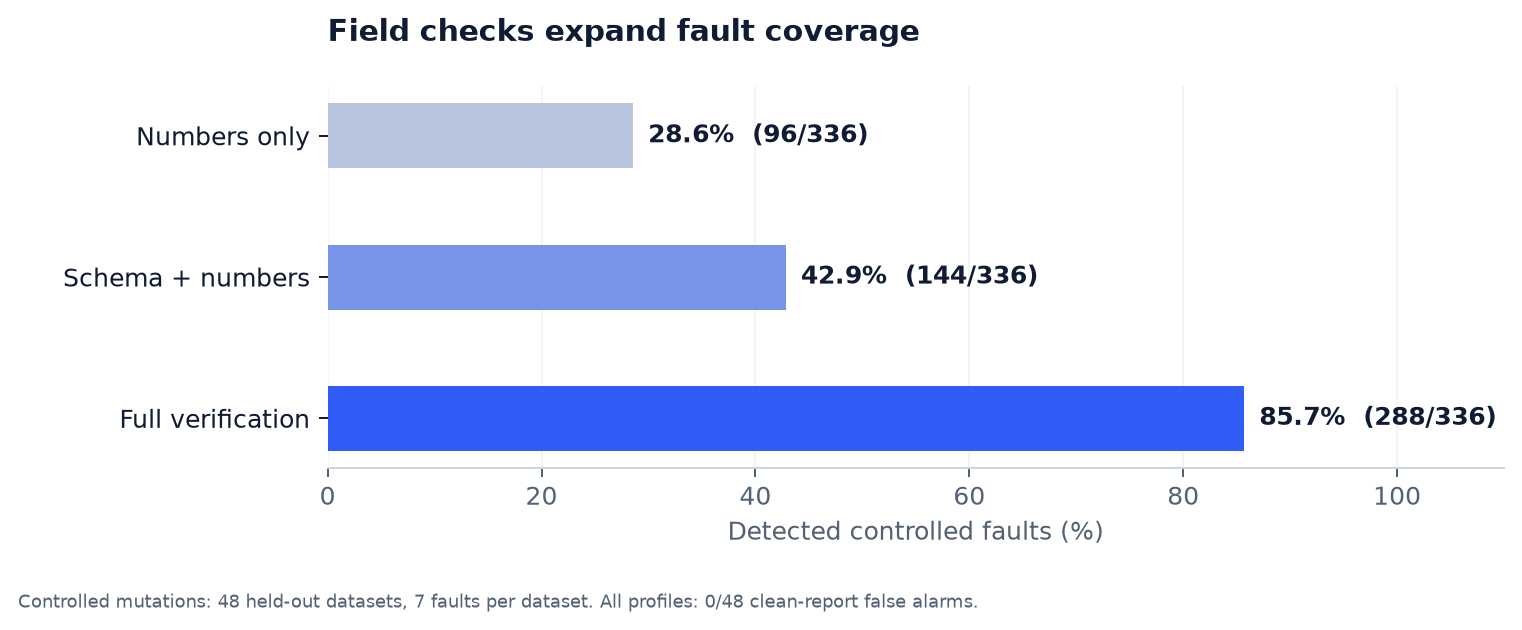 Field checks expand fault coverage
Numbers only
28.6% (96/336)
Schema + numbers
42.9% (144/336)
Full verification
85.7% (288/336)
0 20 40 60 80 100
Detected controlled faults (%)
Controlled mutations: 48 held-out datasets, 7 faults per dataset. All profiles: 0/48 clean-report false alarms.